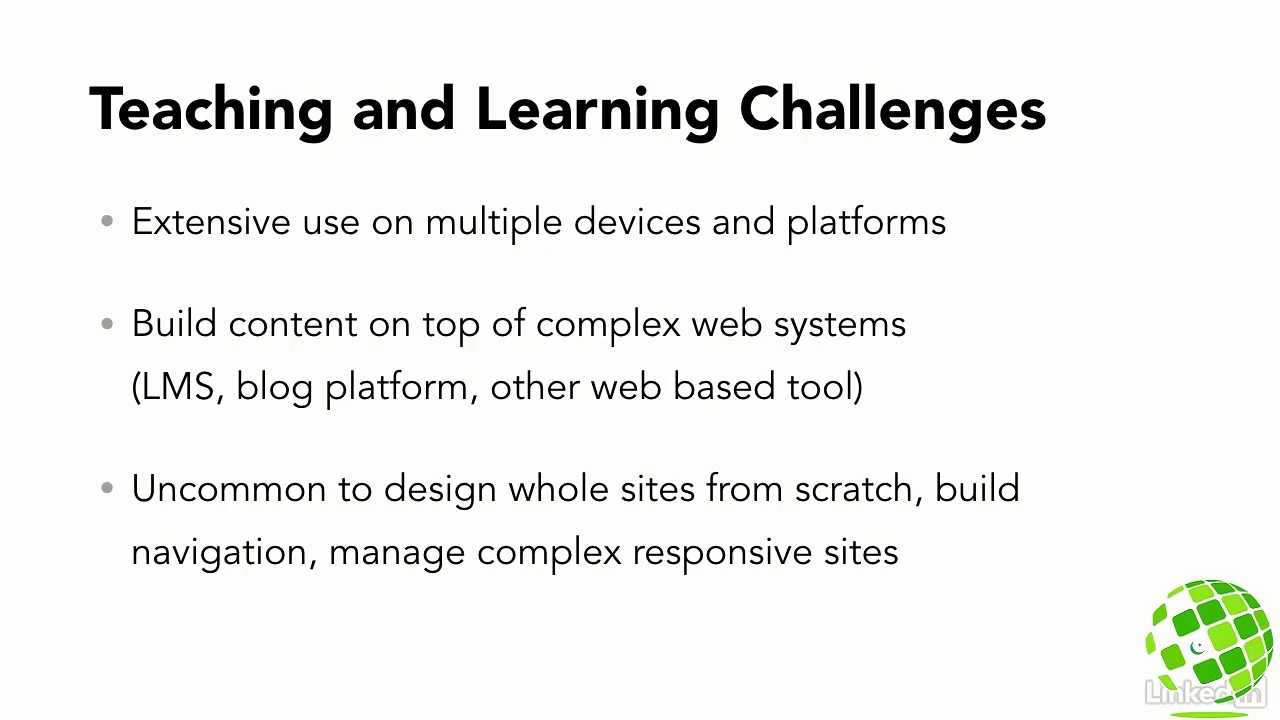 Teaching and Learning Challenges
• Extensive use on multiple devices and platforms
• Build content on top of complex web systems
(LMS, blog platform, other web based tool)
• Uncommon to design whole sites from scratch, build
navigation, manage complex responsive sites
LinkedIn